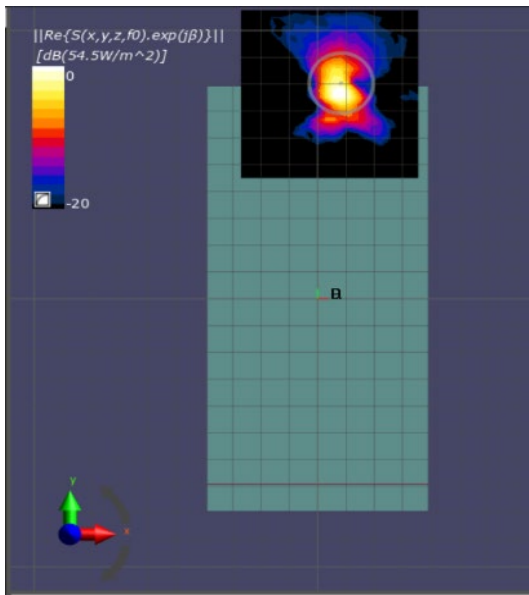 ||Re{S(x,y,z,f0).exp(jβ)}||
[dB(54.5W/m^2)]
0
-20
y
x